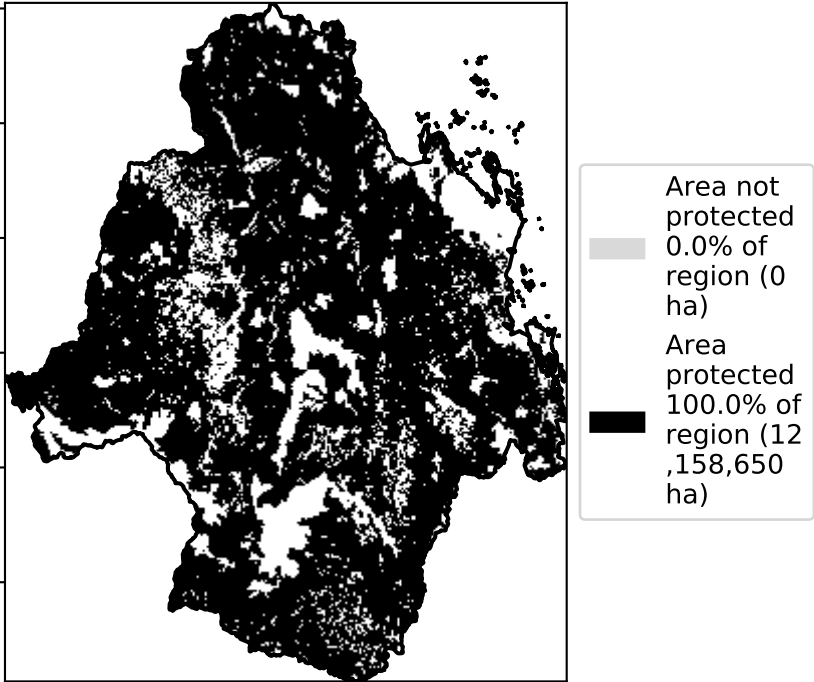 Area not
protected
0.0% of
region (0
ha)
Area
protected
100.0% of
region (12
,158,650
ha)